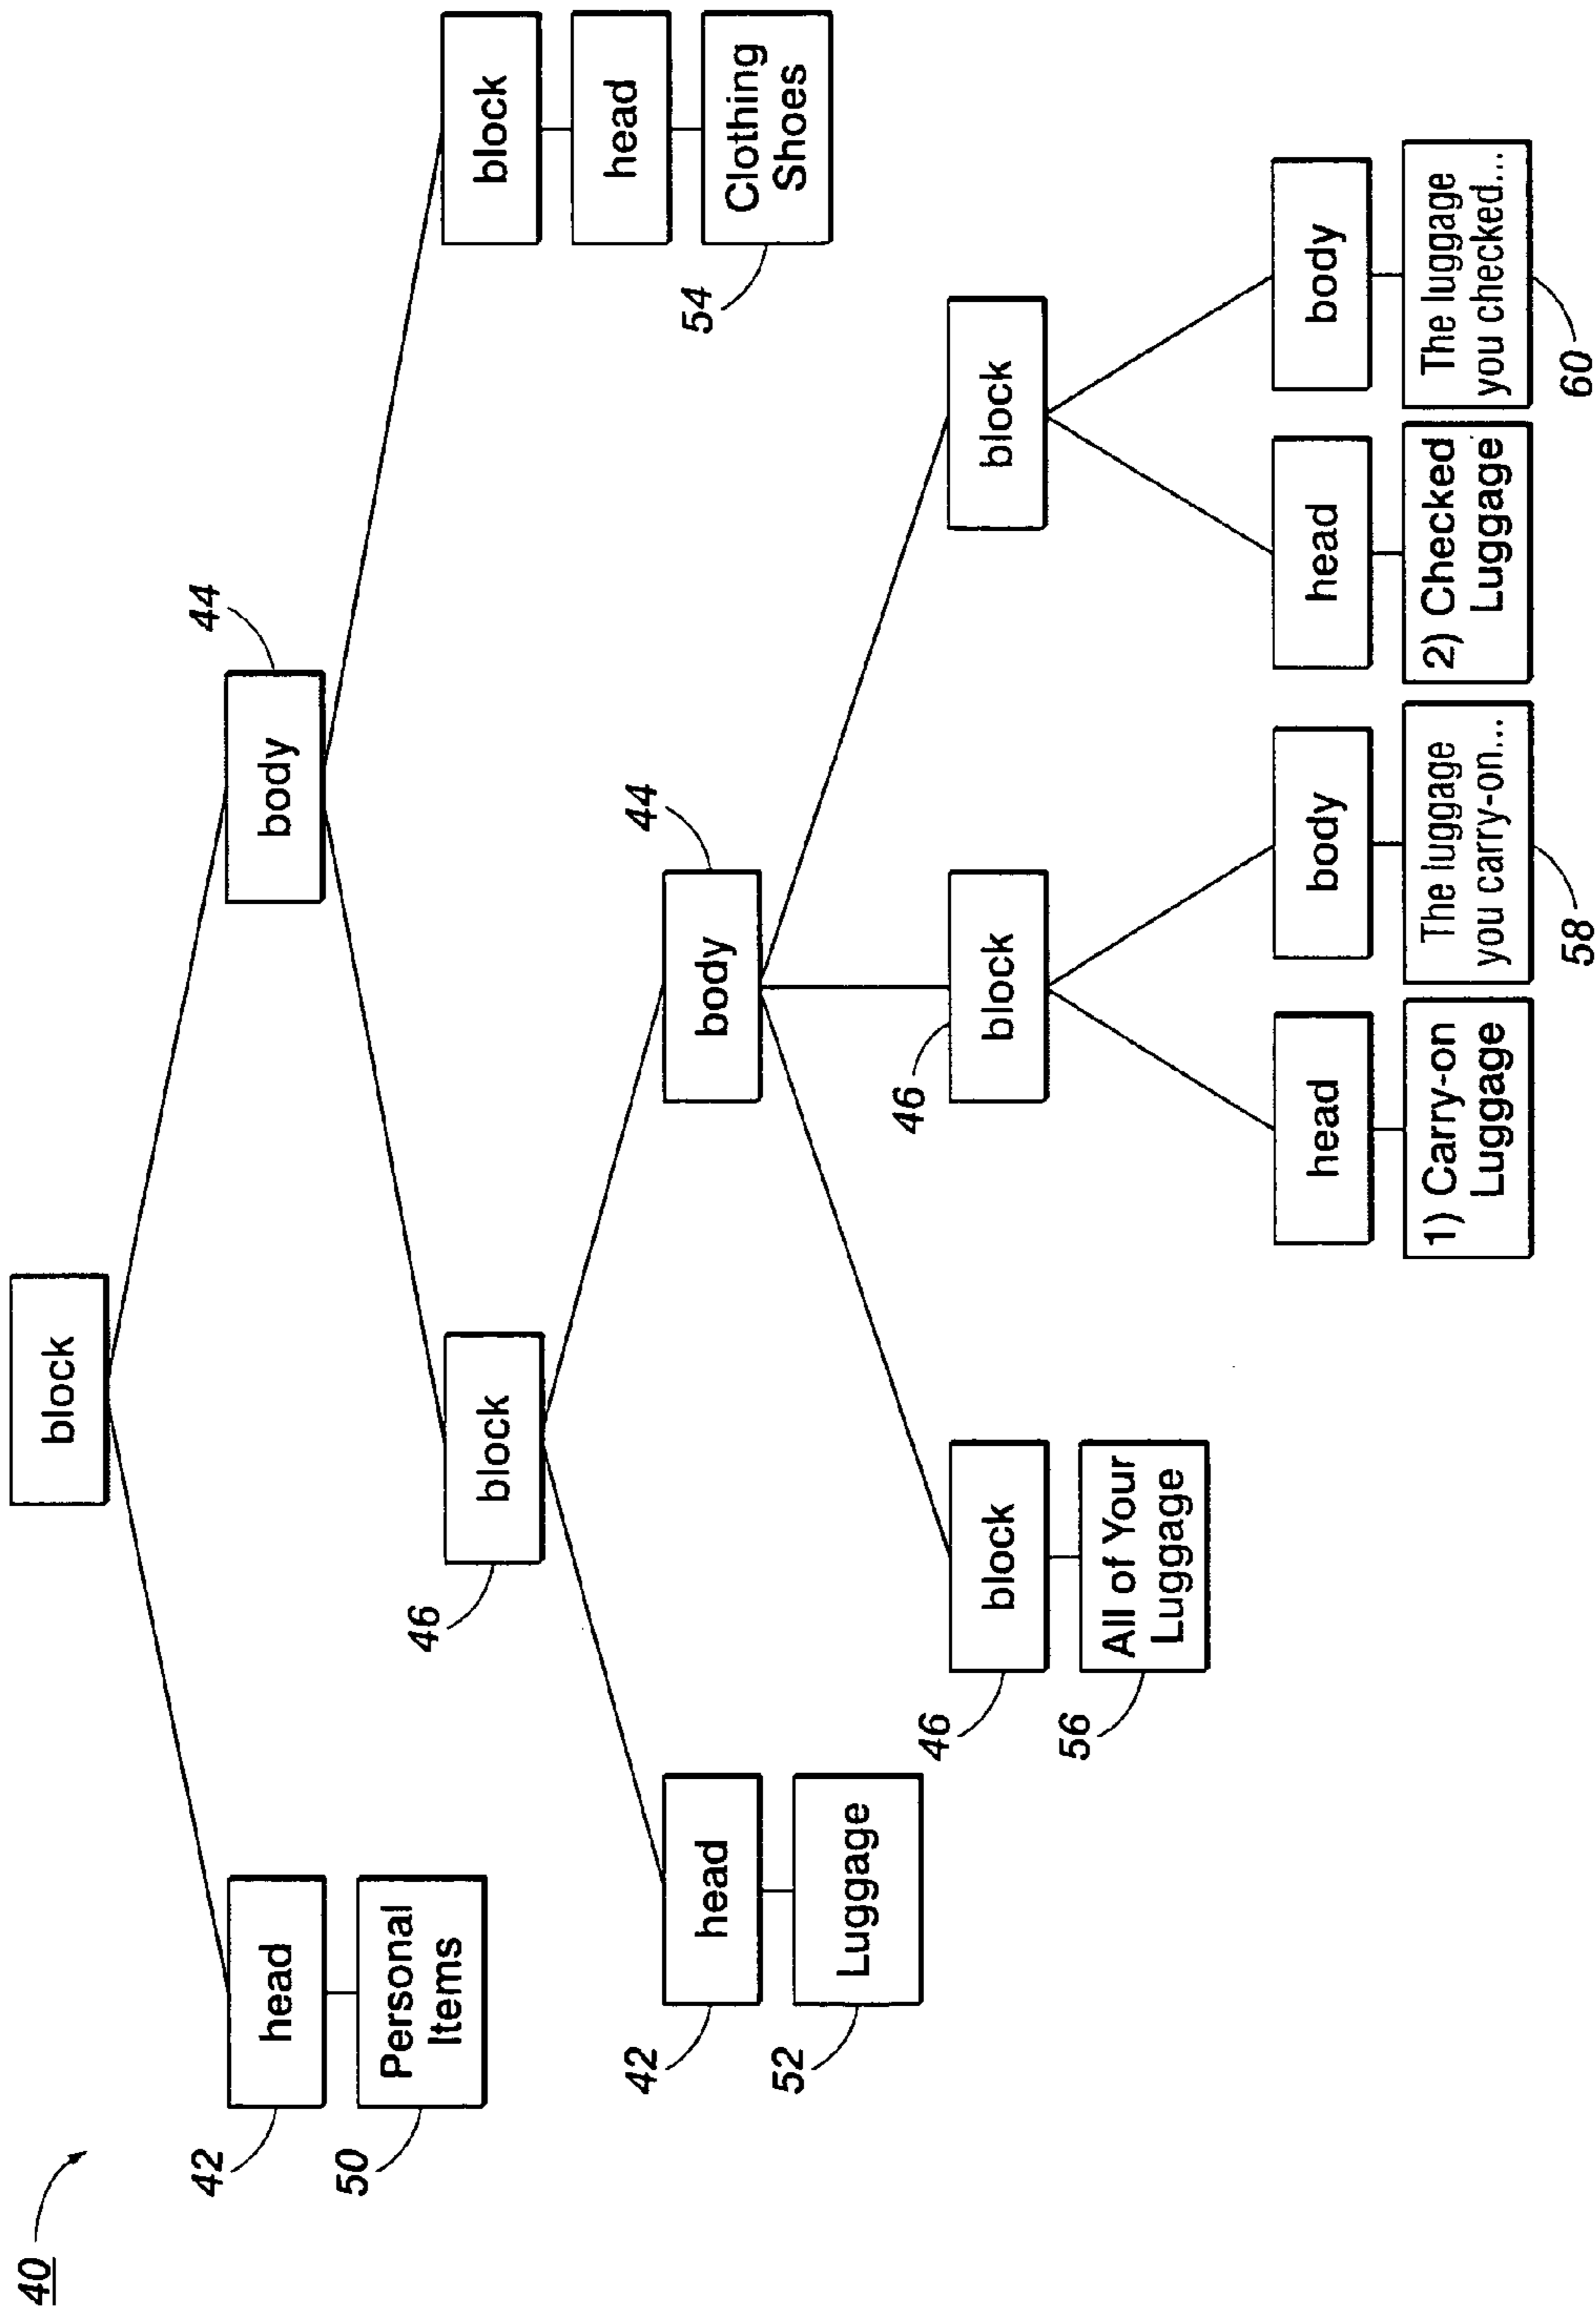 40
block
42
head
44
body
50
Personal
Items
46
block
block
head
54
Clothing
Shoes
42
head
44
body
52
Luggage
46
block
46
block
block
56
All of Your
Luggage
head
body
head
body
1) Carry-on
Luggage
The luggage
you carry-on...
2) Checked
Luggage
The luggage
you checked...
58
60